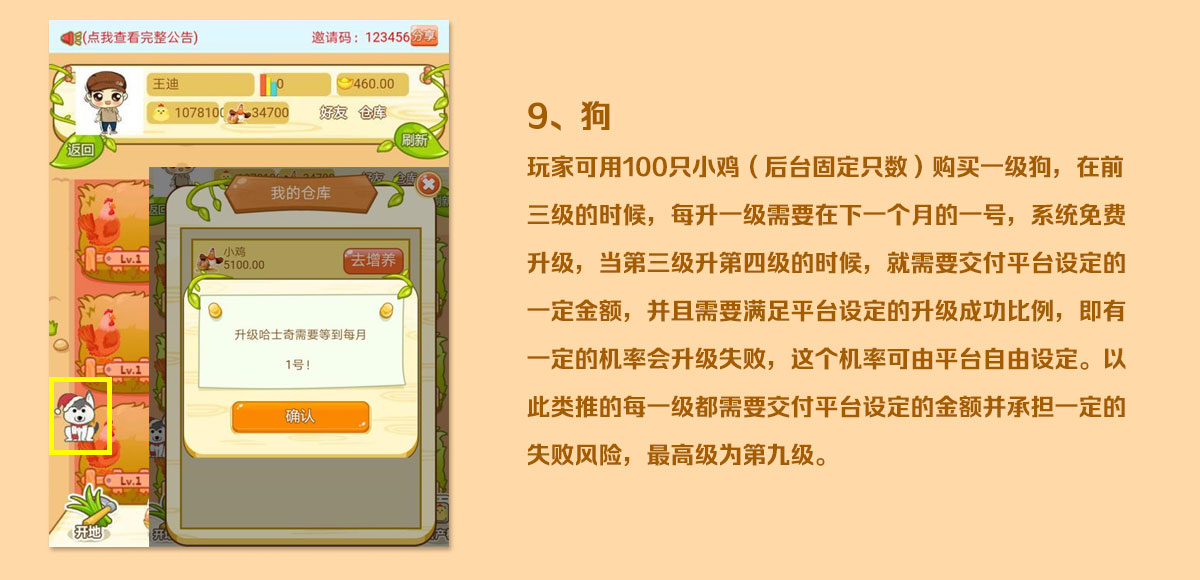 (点我查看完整公告)
邀请码：123456
分享
王迪
0
460.00
1078100
34700
好友 仓库
返回
刷新
我的仓库
小鸡
5100.00
去增养
Lv.1
Lv.1
Lv.1
升级哈士奇需要等到每月
1号！
确认
开地
9、狗
玩家可用100只小鸡（后台固定只数）购买一级狗，在前
三级的时候，每升一级需要在下一个月的一号，系统免费
升级，当第三级升第四级的时候，就需要交付平台设定的
一定金额，并且需要满足平台设定的升级成功比例，即有
一定的机率会升级失败，这个机率可由平台自由设定。以
此类推的每一级都需要交付平台设定的金额并承担一定的
失败风险，最高级为第九级。